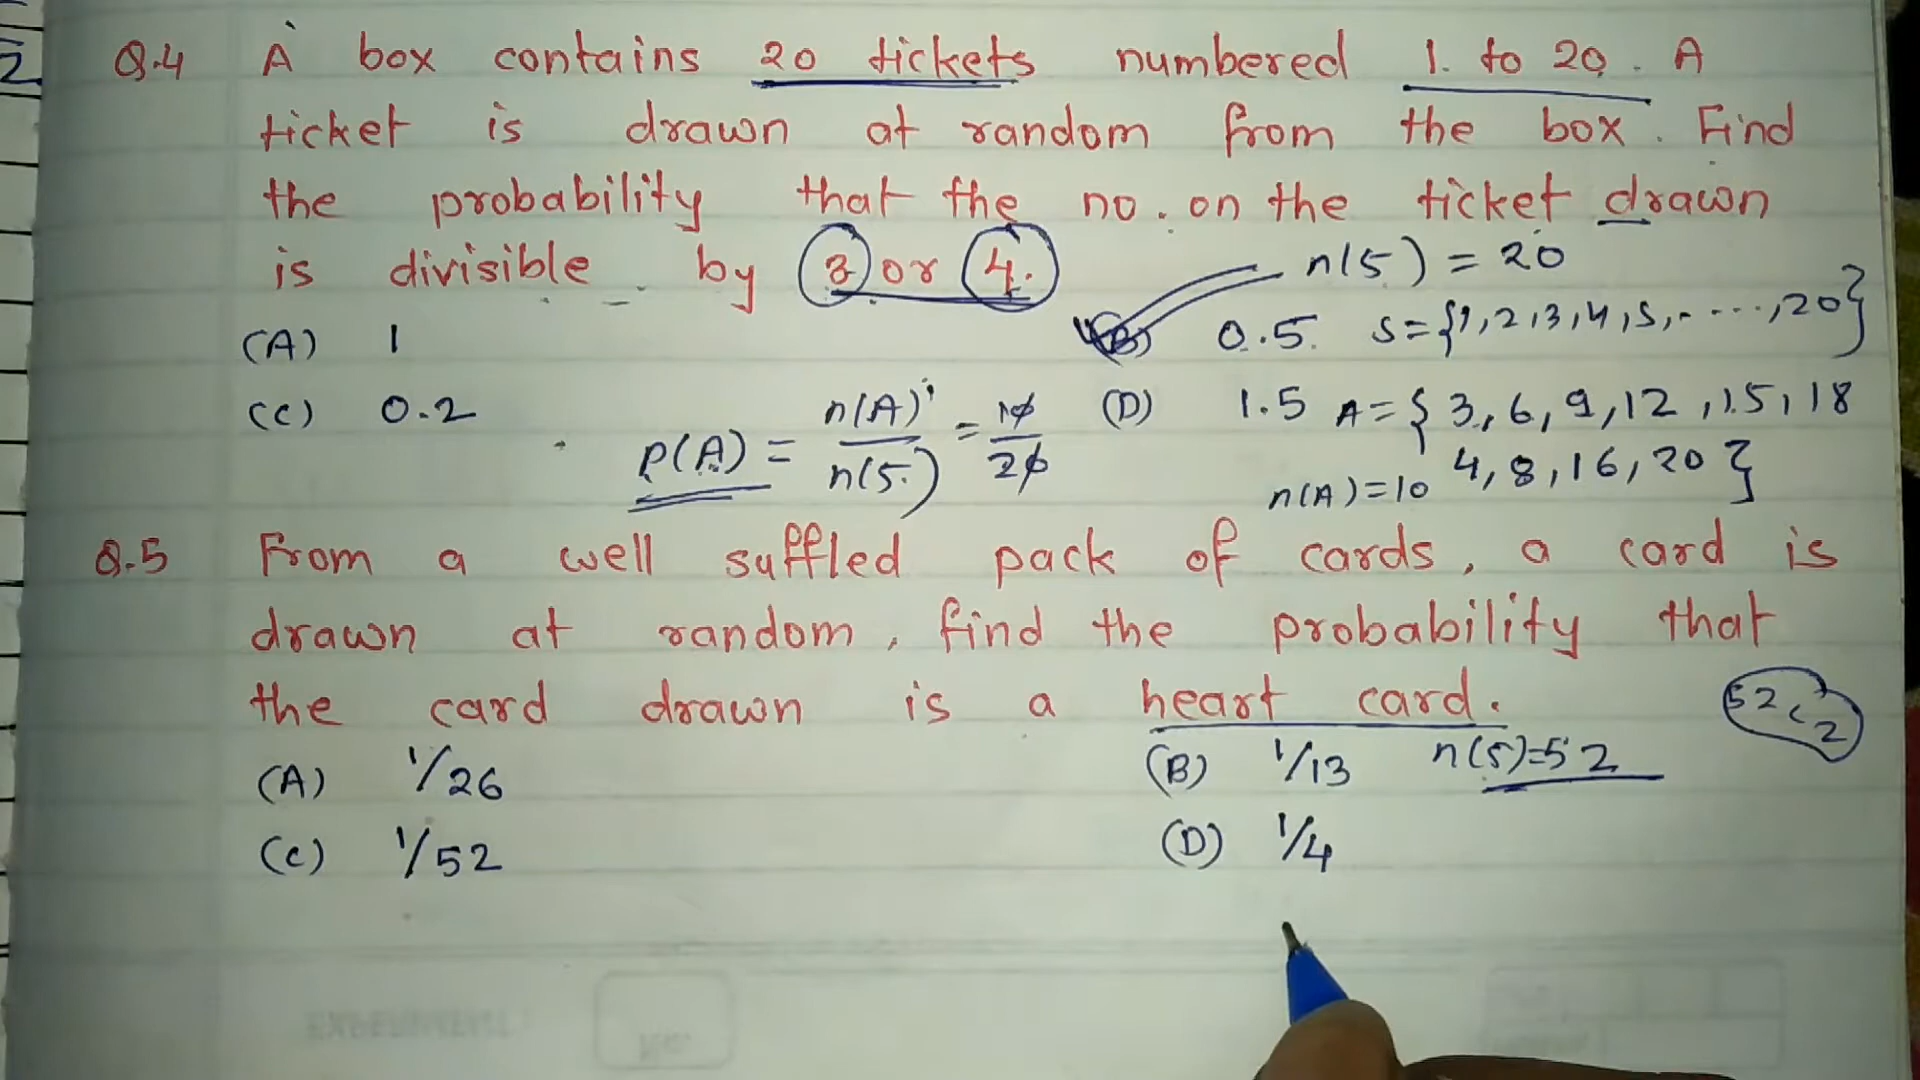 Q.4 A box contains 20 tickets numbered 1. to 20. A
ticket is drawn at random from the box. Find
the probability that the no. on the ticket drawn
is divisible by 3 or 4.
n(S) = 20
(A) 1 (B) 0.5 S={1,2,3,4,5,.....,20}
(C) 0.2 (D) 1.5 A={3,6,9,12,15,18
4,8,16,20}
P(A) = n(A)/n(S) = 10/20
n(A)=10
Q.5 From a well suffled pack of cards, a card is
drawn at random, find the probability that
the card drawn is a heart card.
52c2
(A) 1/26 (B) 1/13 n(S)=52
(C) 1/52 (D) 1/4